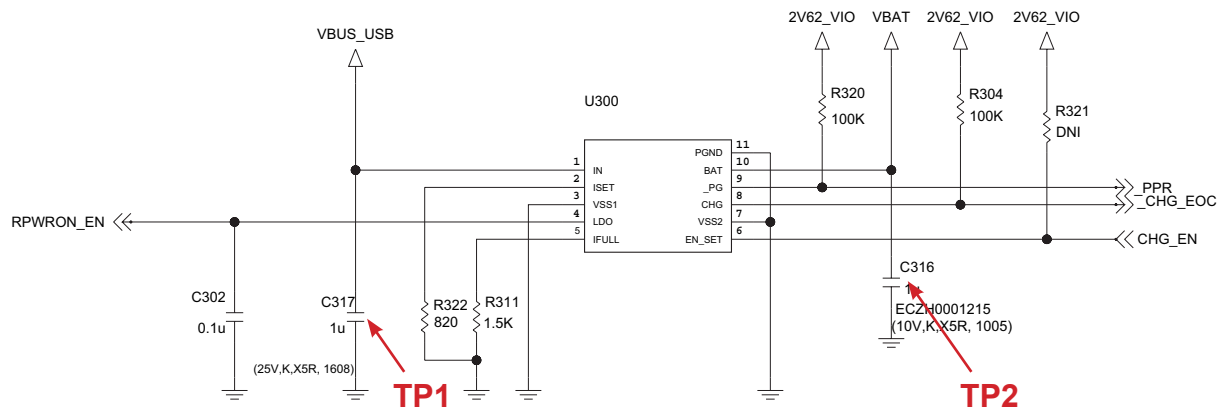 2V62_VIO VBAT 2V62_VIO 2V62_VIO
VBUS_USB
U300
R320
100K
R304
100K
R321
DNI
1 IN
2 ISET
3 VSS1
4 LDO
5 IFULL
PGND 11
BAT 10
_PG 9
CHG 8
VSS2 7
EN_SET 6
RPWRON_EN
_PPR
_CHG_EOC
CHG_EN
C302
0.1u
C317
1u
(25V,K,X5R, 1608)
R322
820
R311
1.5K
C316
ECZH0001215
(10V,K,X5R, 1005)
TP1
TP2